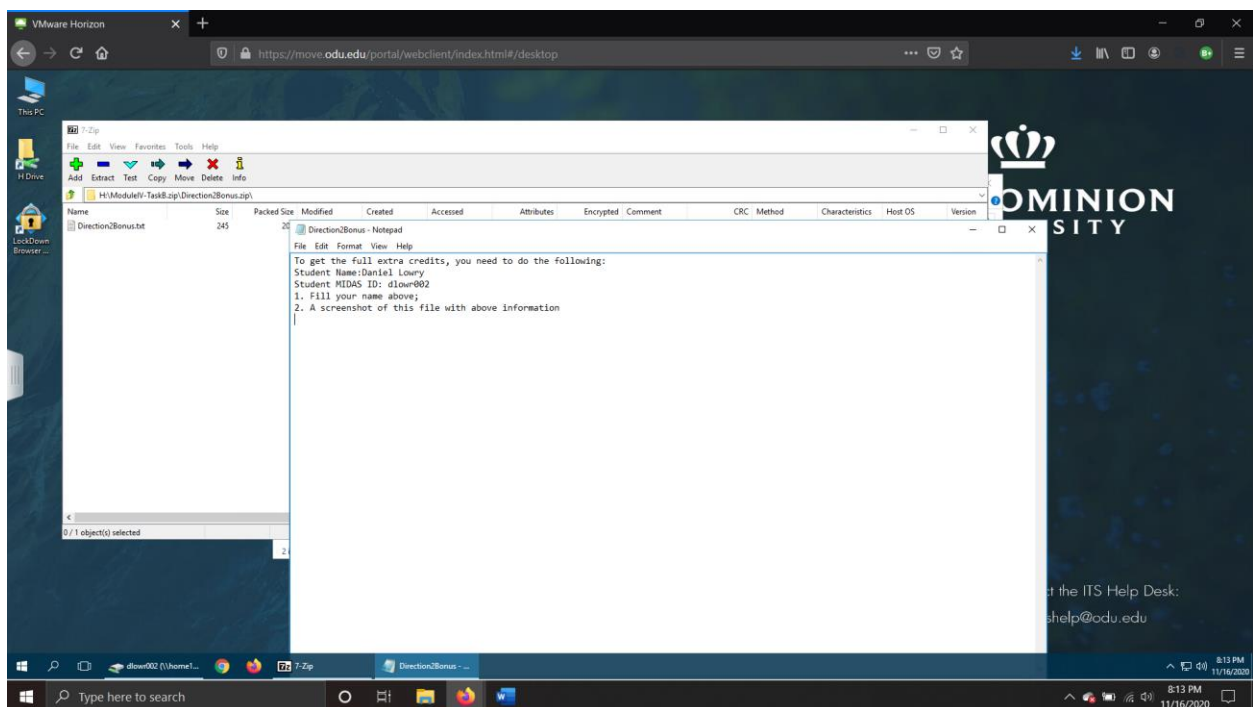 VMware Horizon
https://move.odu.edu/portal/webclient/index.html#/desktop
This PC
H Drive
LockDown
Browser ...
7-Zip
File Edit View Favorites Tools Help
Add Extract Test Copy Move Delete Info
H:\ModuleIV-TaskB.zip\Direction2Bonus.zip\
Name Size Packed Size Modified Created Accessed Attributes Encrypted Comment CRC Method Characteristics Host OS Version
Direction2Bonus.txt 245
0 / 1 object(s) selected
Direction2Bonus - Notepad
File Edit Format View Help
To get the full extra credits, you need to do the following:
Student Name:Daniel Lowry
Student MIDAS ID: dlowr002
1. Fill your name above;
2. A screenshot of this file with above information
OMINION
SITY
t the ITS Help Desk:
shelp@odu.edu
dlowr002 (\\home1...
7-Zip
Direction2Bonus - ...
8:13 PM
11/16/2020
Type here to search
8:13 PM
11/16/2020